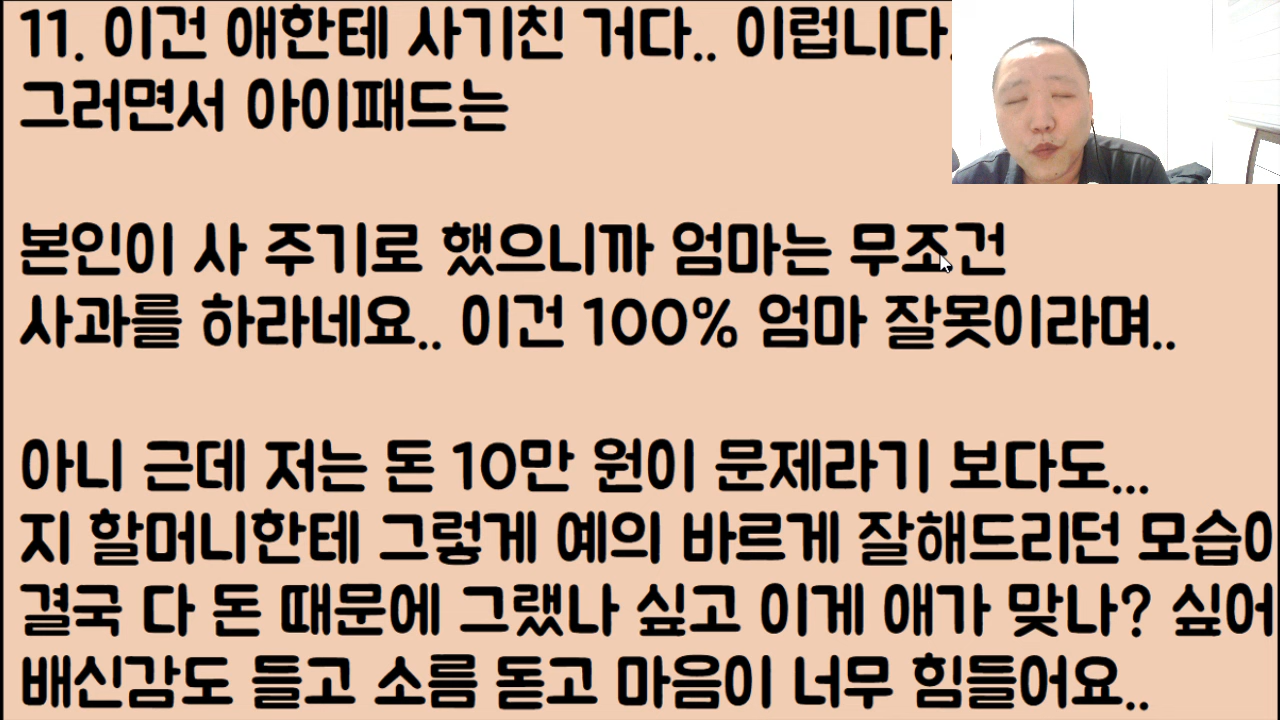 11. 이건 애한테 사기친 거다.. 이럽니다.
그러면서 아이패드는
본인이 사 주기로 했으니까 엄마는 무조건
사과를 하라네요.. 이건 100% 엄마 잘못이라며..
아니 근데 저는 돈 10만 원이 문제라기 보다도...
지 할머니한테 그렇게 예의 바르게 잘해드리던 모습이
결국 다 돈 때문에 그랬나 싶고 이게 애가 맞나? 싶어
배신감도 들고 소름 돋고 마음이 너무 힘들어요..